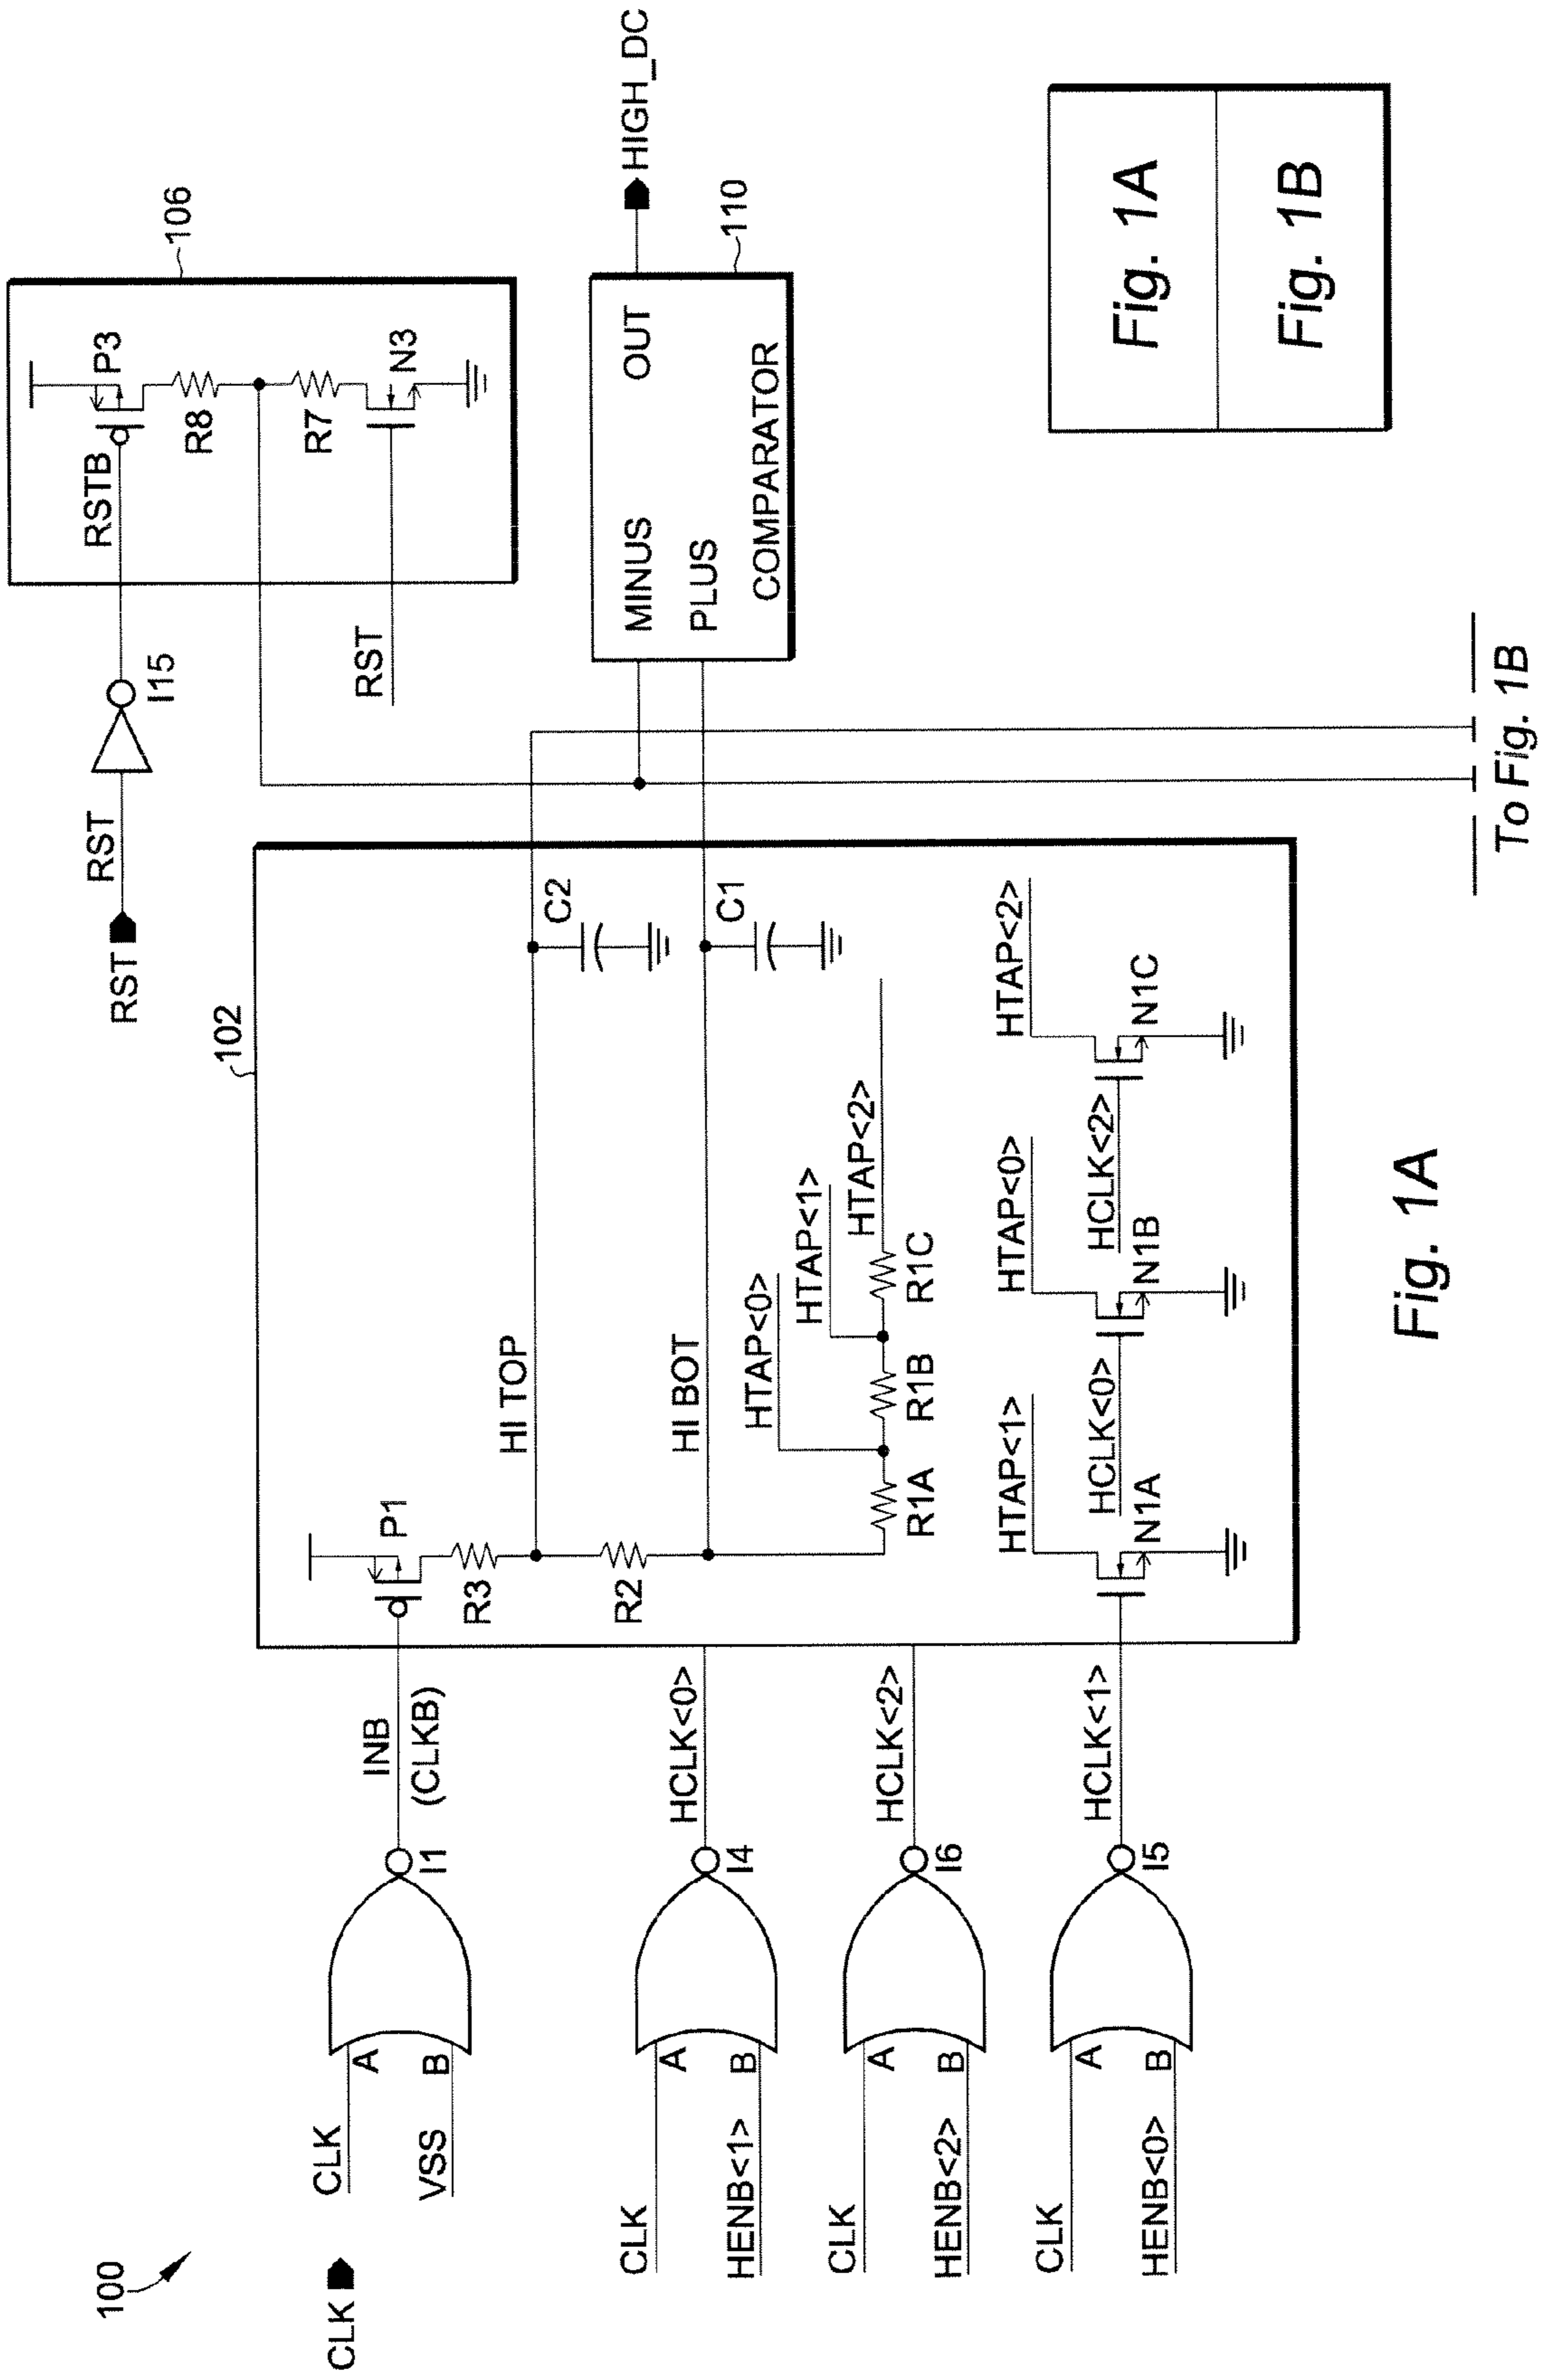 100
CLK
CLK
A
VSS
B
I1
INB
(CLKB)
CLK
A
HENB<1>
B
I4
HCLK<0>
CLK
A
HENB<2>
B
I6
HCLK<2>
CLK
A
HENB<0>
B
I5
HCLK<1>
102
P1
R3
HI TOP
C2
R2
HI BOT
C1
HTAP<0>
HTAP<1>
HTAP<2>
R1A
R1B
R1C
HTAP<1>
HTAP<0>
HTAP<2>
HCLK<0>
HCLK<2>
N1A
N1B
N1C
RST
RST
I15
106
RSTB
P3
R8
R7
RST
N3
MINUS
OUT
PLUS
COMPARATOR
HIGH_DC
110
To Fig. 1B
Fig. 1A
Fig. 1B
Fig. 1A